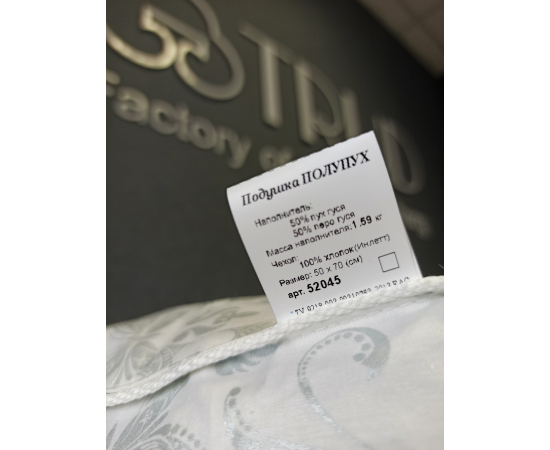 TRUD
Factory of
Подушка ПОЛУПУХ
Наполнитель:
50% пух гуся
50% перо гуся
Масса наполнителя: 1.59 кг
Чехол: 100% хлопок (Инлетт)
Размер: 50 x 70 (см)
арт. 52045